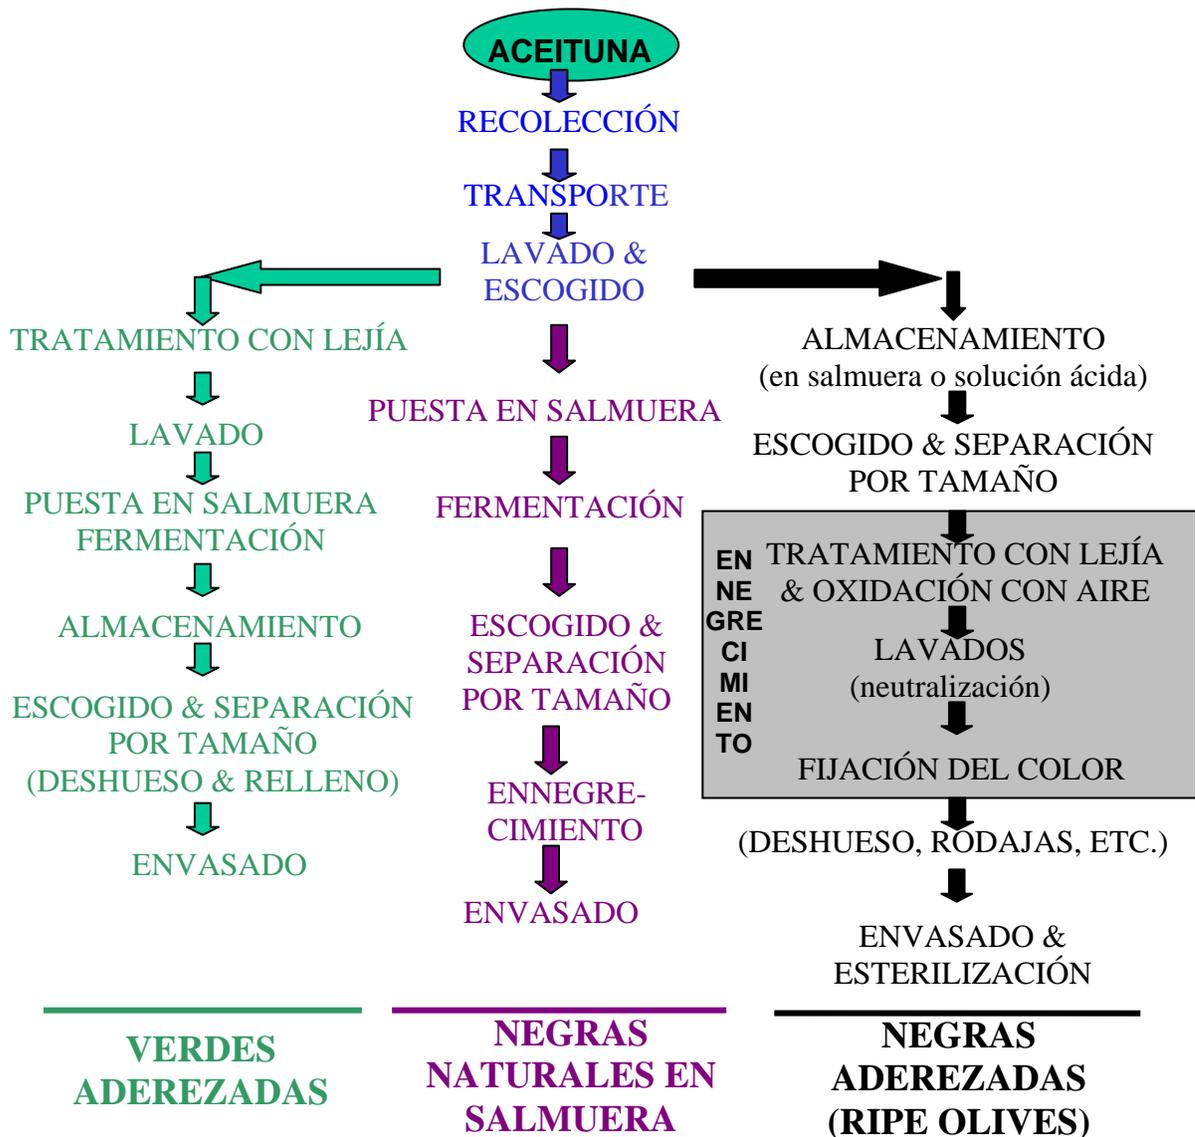 ACEITUNA
RECOLECCIÓN
TRANSPORTE
LAVADO &
ESCOGIDO
TRATAMIENTO CON LEJÍA
LAVADO
PUESTA EN SALMUERA
FERMENTACIÓN
ALMACENAMIENTO
ESCOGIDO & SEPARACIÓN
POR TAMAÑO
(DESHUESO & RELLENO)
ENVASADO
VERDES
ADEREZADAS
PUESTA EN SALMUERA
FERMENTACIÓN
ESCOGIDO &
SEPARACIÓN
POR TAMAÑO
ENNEGRE-
CIMIENTO
ENVASADO
NEGRAS
NATURALES EN
SALMUERA
ALMACENAMIENTO
(en salmuera o solución ácida)
ESCOGIDO & SEPARACIÓN
POR TAMAÑO
EN
NE
GRE
CI
MI
EN
TO
TRATAMIENTO CON LEJÍA
& OXIDACIÓN CON AIRE
LAVADOS
(neutralización)
FIJACIÓN DEL COLOR
(DESHUESO, RODAJAS, ETC.)
ENVASADO &
ESTERILIZACIÓN
NEGRAS
ADEREZADAS
(RIPE OLIVES)